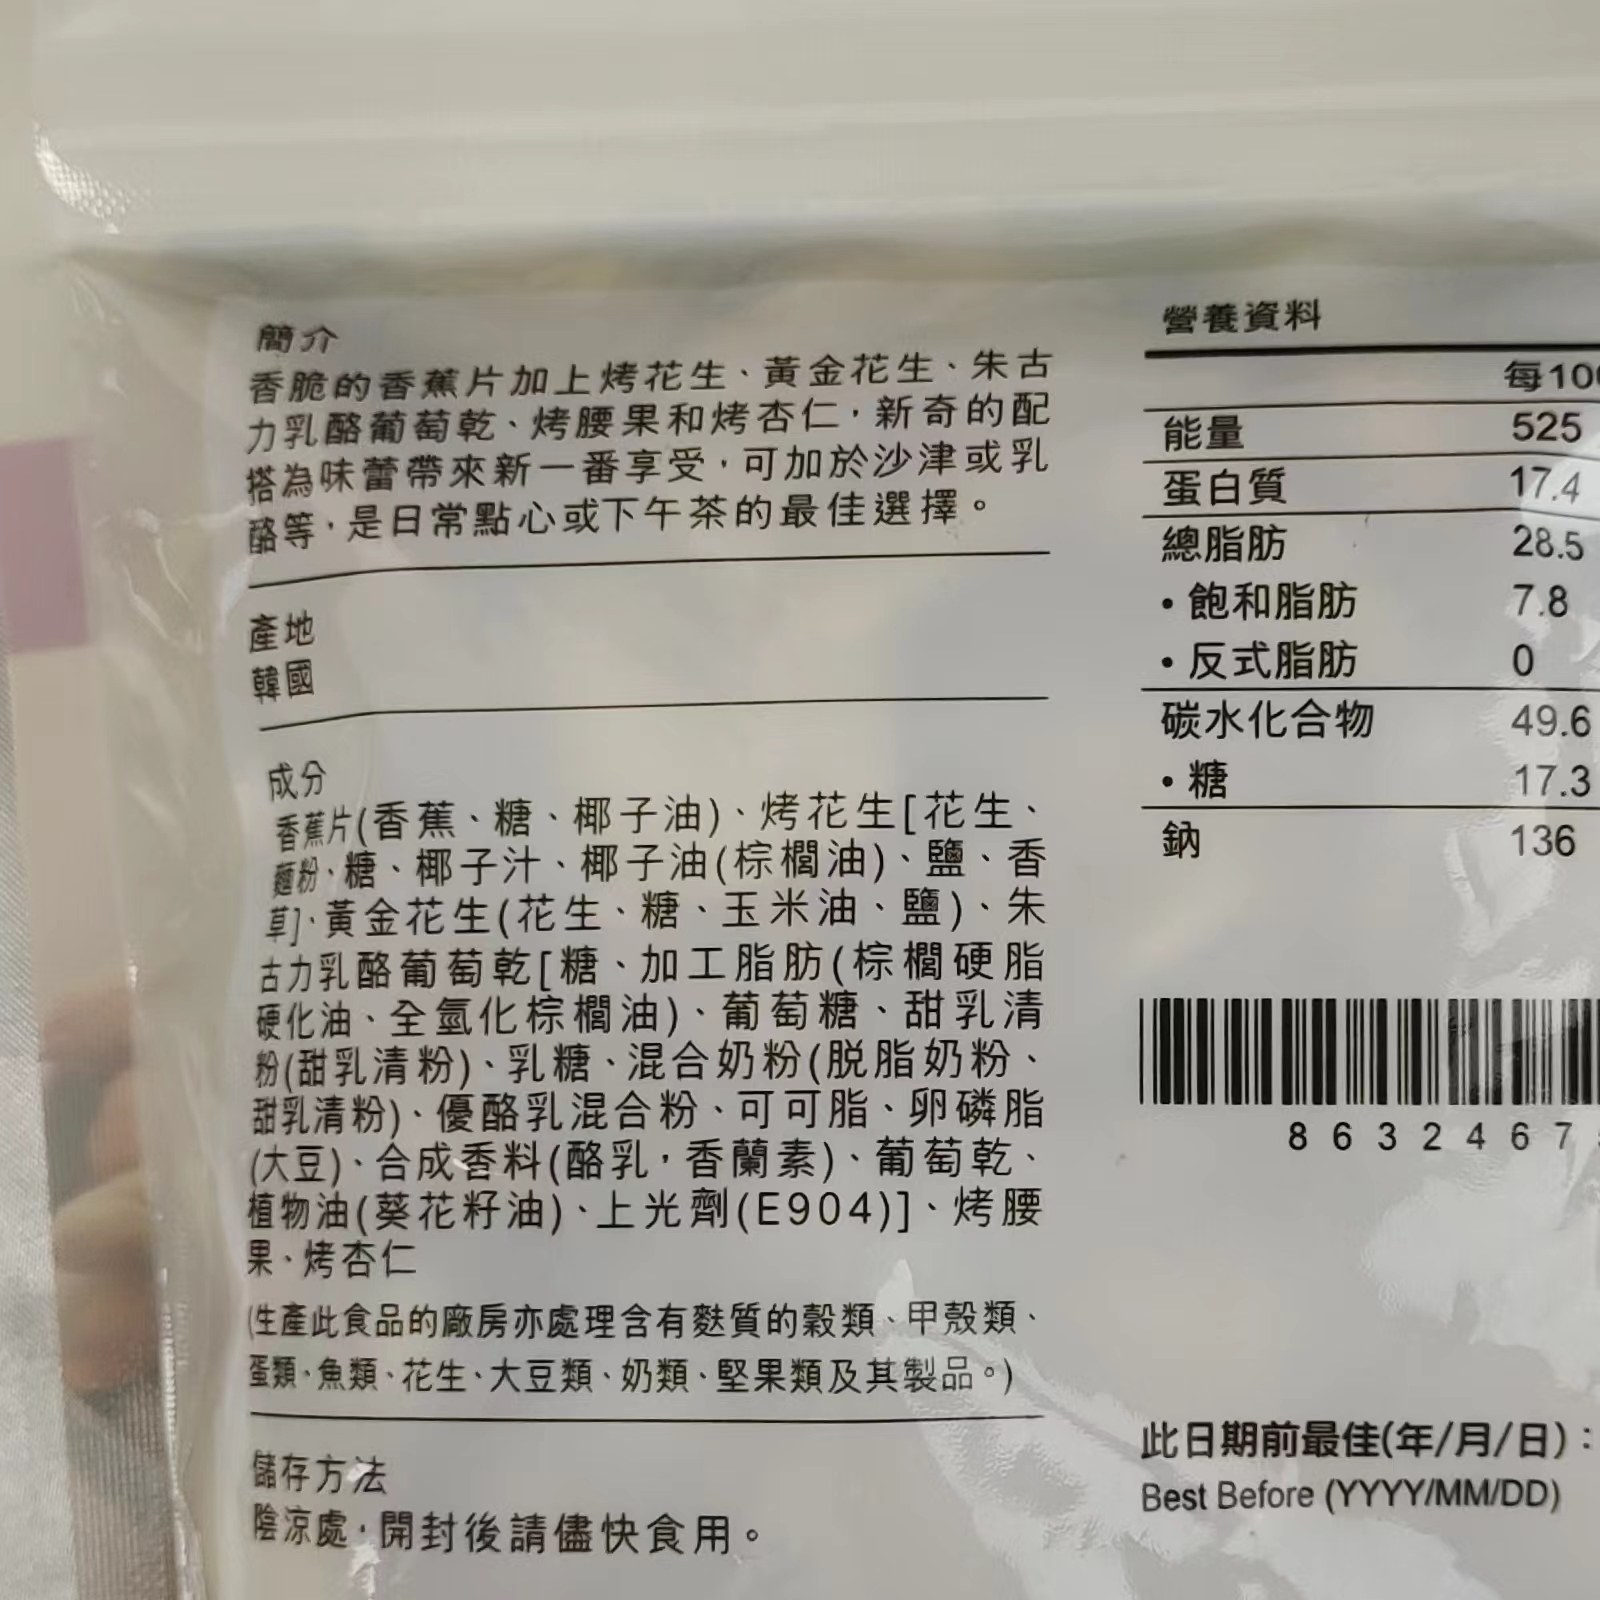 簡介
香脆的香蕉片加上烤花生、黃金花生、朱古
力乳酪葡萄乾、烤腰果和烤杏仁，新奇的配
搭為味蕾帶來新一番享受，可加於沙津或乳
酪等，是日常點心或下午茶的最佳選擇。
產地
韓國
成分
香蕉片(香蕉、糖、椰子油)、烤花生[花生、
麵粉、糖、椰子汁、椰子油(棕櫚油)、鹽、香
草]、黃金花生(花生、糖、玉米油、鹽)、朱
古力乳酪葡萄乾[糖、加工脂肪(棕櫚硬脂
硬化油、全氫化棕櫚油)、葡萄糖、甜乳清
粉(甜乳清粉)、乳糖、混合奶粉(脱脂奶粉、
甜乳清粉)、優酪乳混合粉、可可脂、卵磷脂
(大豆)、合成香料(酪乳，香蘭素)、葡萄乾、
植物油(葵花籽油)、上光劑(E904)]、烤腰
果、烤杏仁
(生產此食品的廠房亦處理含有麩質的穀類、甲殼類、
蛋類、魚類、花生、大豆類、奶類、堅果類及其製品。)
儲存方法
陰涼處，開封後請儘快食用。
營養資料
每100
能量 525
蛋白質 17.4
總脂肪 28.5
• 飽和脂肪 7.8
• 反式脂肪 0
碳水化合物 49.6
• 糖 17.3
鈉 136
8 6 3 2 4 6 7
此日期前最佳(年/月/日)：
Best Before (YYYY/MM/DD)